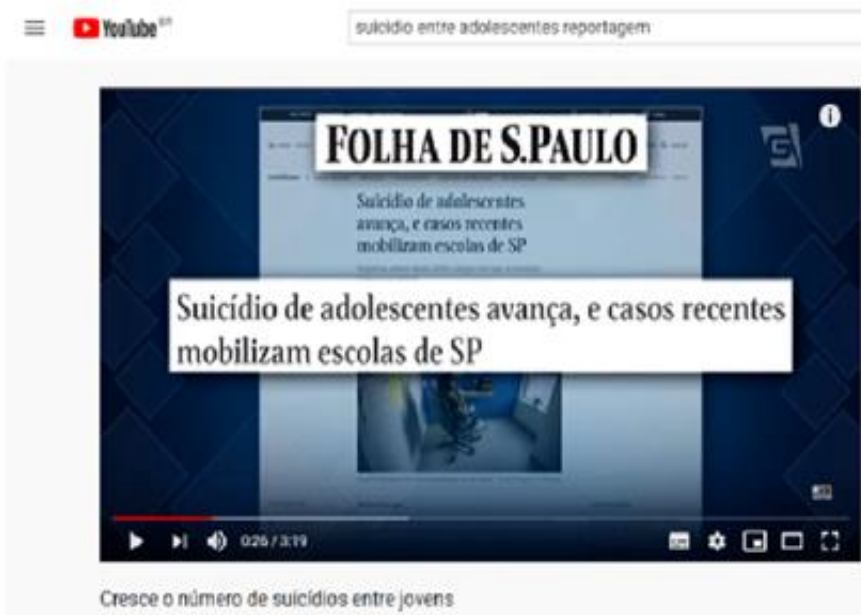 YouTube BR
suicidio entre adolescentes reportagem
FOLHA DE S.PAULO
Suicídio de adolescentes
avança, e casos recentes
mobilizam escolas de SP
Suicídio de adolescentes avança, e casos recentes
mobilizam escolas de SP
0:26 / 3:19
Cresce o número de suicídios entre jovens